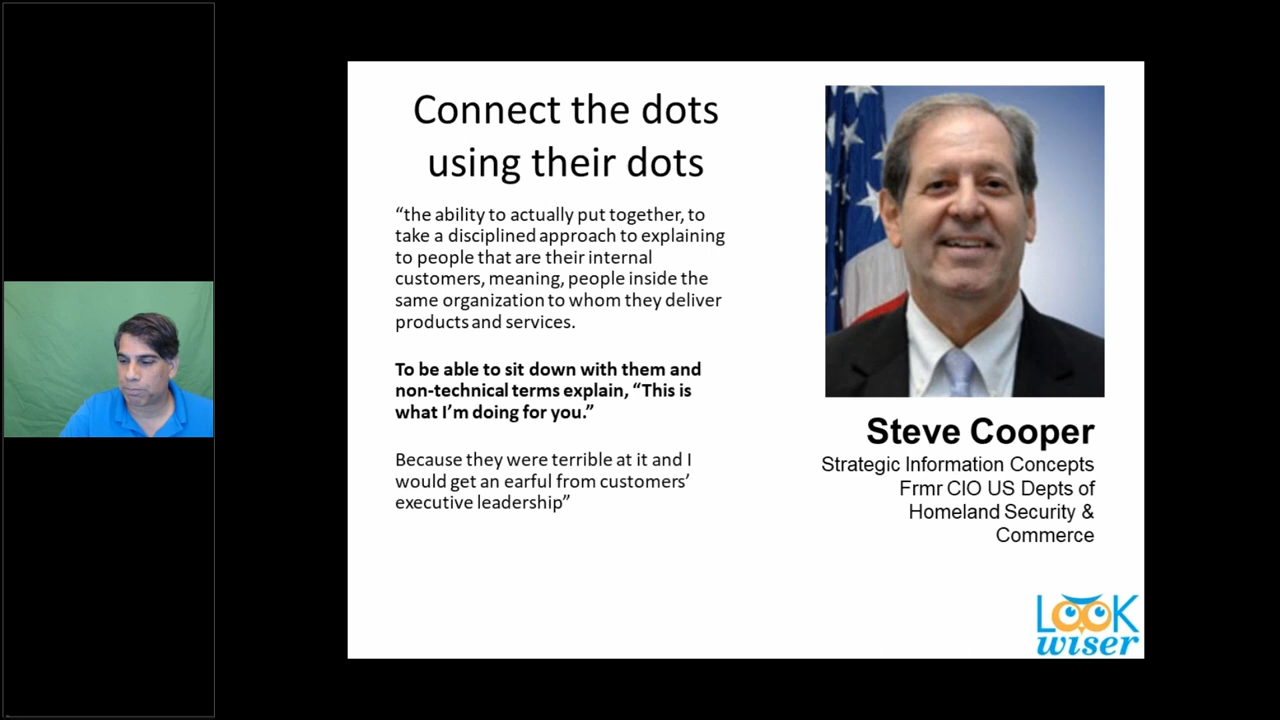 Connect the dots
using their dots
“the ability to actually put together, to
take a disciplined approach to explaining
to people that are their internal
customers, meaning, people inside the
same organization to whom they deliver
products and services.
To be able to sit down with them and
non-technical terms explain, “This is
what I’m doing for you.”
Because they were terrible at it and I
would get an earful from customers’
executive leadership”
Steve Cooper
Strategic Information Concepts
Frmr CIO US Depts of
Homeland Security &
Commerce
LOOK
wiser